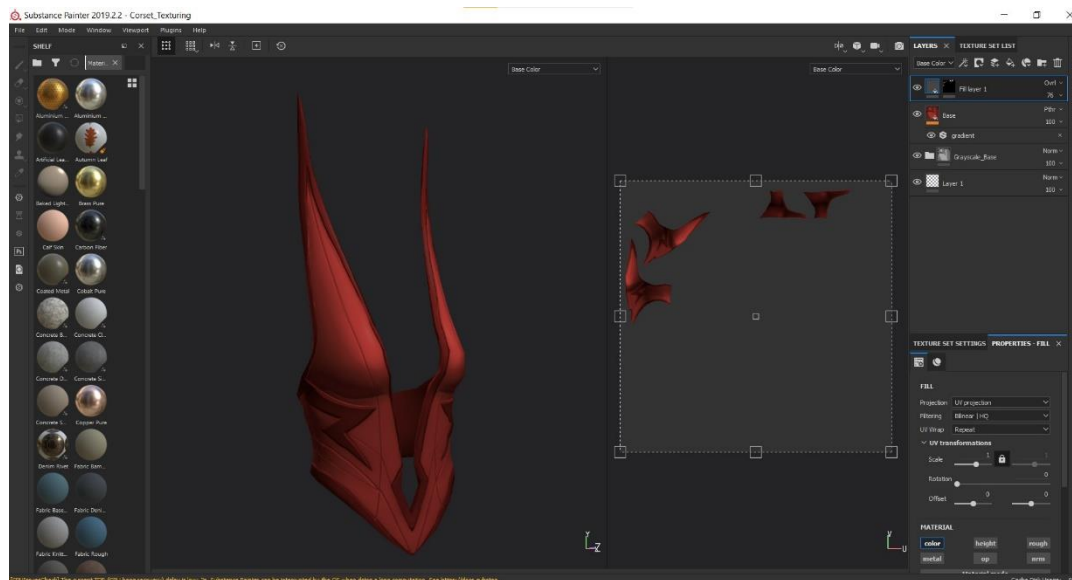 Substance Painter 2019.2.2 - Corset_Texturing
File Edit Mode Window Viewport Plugins Help
SHELF
Materi...
Aluminium ... Aluminium ...
Artificial Lea... Autumn Leaf
Baked Light... Brass Pure
Calf Skin Carbon Fiber
Coated Metal Cobalt Pure
Concrete B... Concrete Cl...
Concrete D... Concrete Si...
Concrete S... Copper Pure
Denim Rivet Fabric Bam...
Fabric Base... Fabric Deni...
Fabric Knitt... Fabric Rough
Base Color
Y
Z
Base Color
U
LAYERS TEXTURE SET LIST
Base Color
Fill layer 1 Ovrl
76
Base Pthr
100
gradient
Grayscale_Base Norm
100
Layer 1 Norm
100
TEXTURE SET SETTINGS PROPERTIES - FILL
FILL
Projection UV projection
Filtering Bilinear | HQ
UV Wrap Repeat
UV transformations
Scale 1 1
Rotation 0
Offset 0 0
MATERIAL
color height rough
metal op nrm